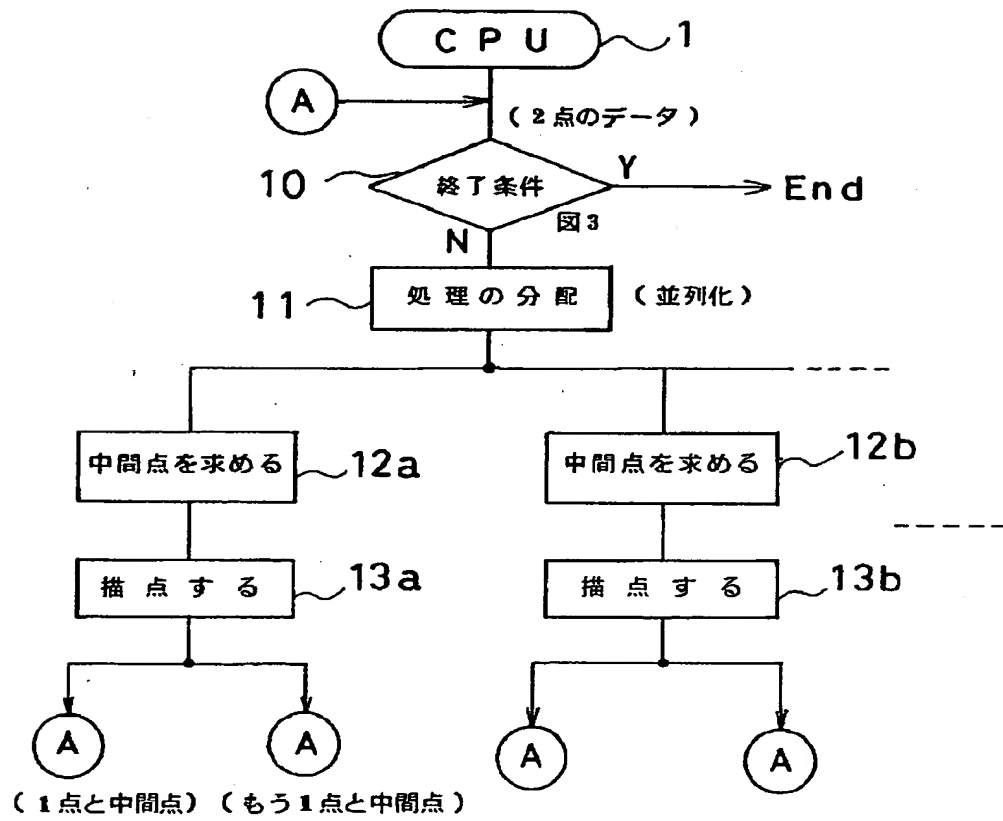 CPU
1
A
(2点のデータ)
10
終了条件
Y
End
図3
N
11
処理の分配
(並列化)
中間点を求める
12a
中間点を求める
12b
描点する
13a
描点する
13b
A
A
A
A
(1点と中間点)
(もう1点と中間点)